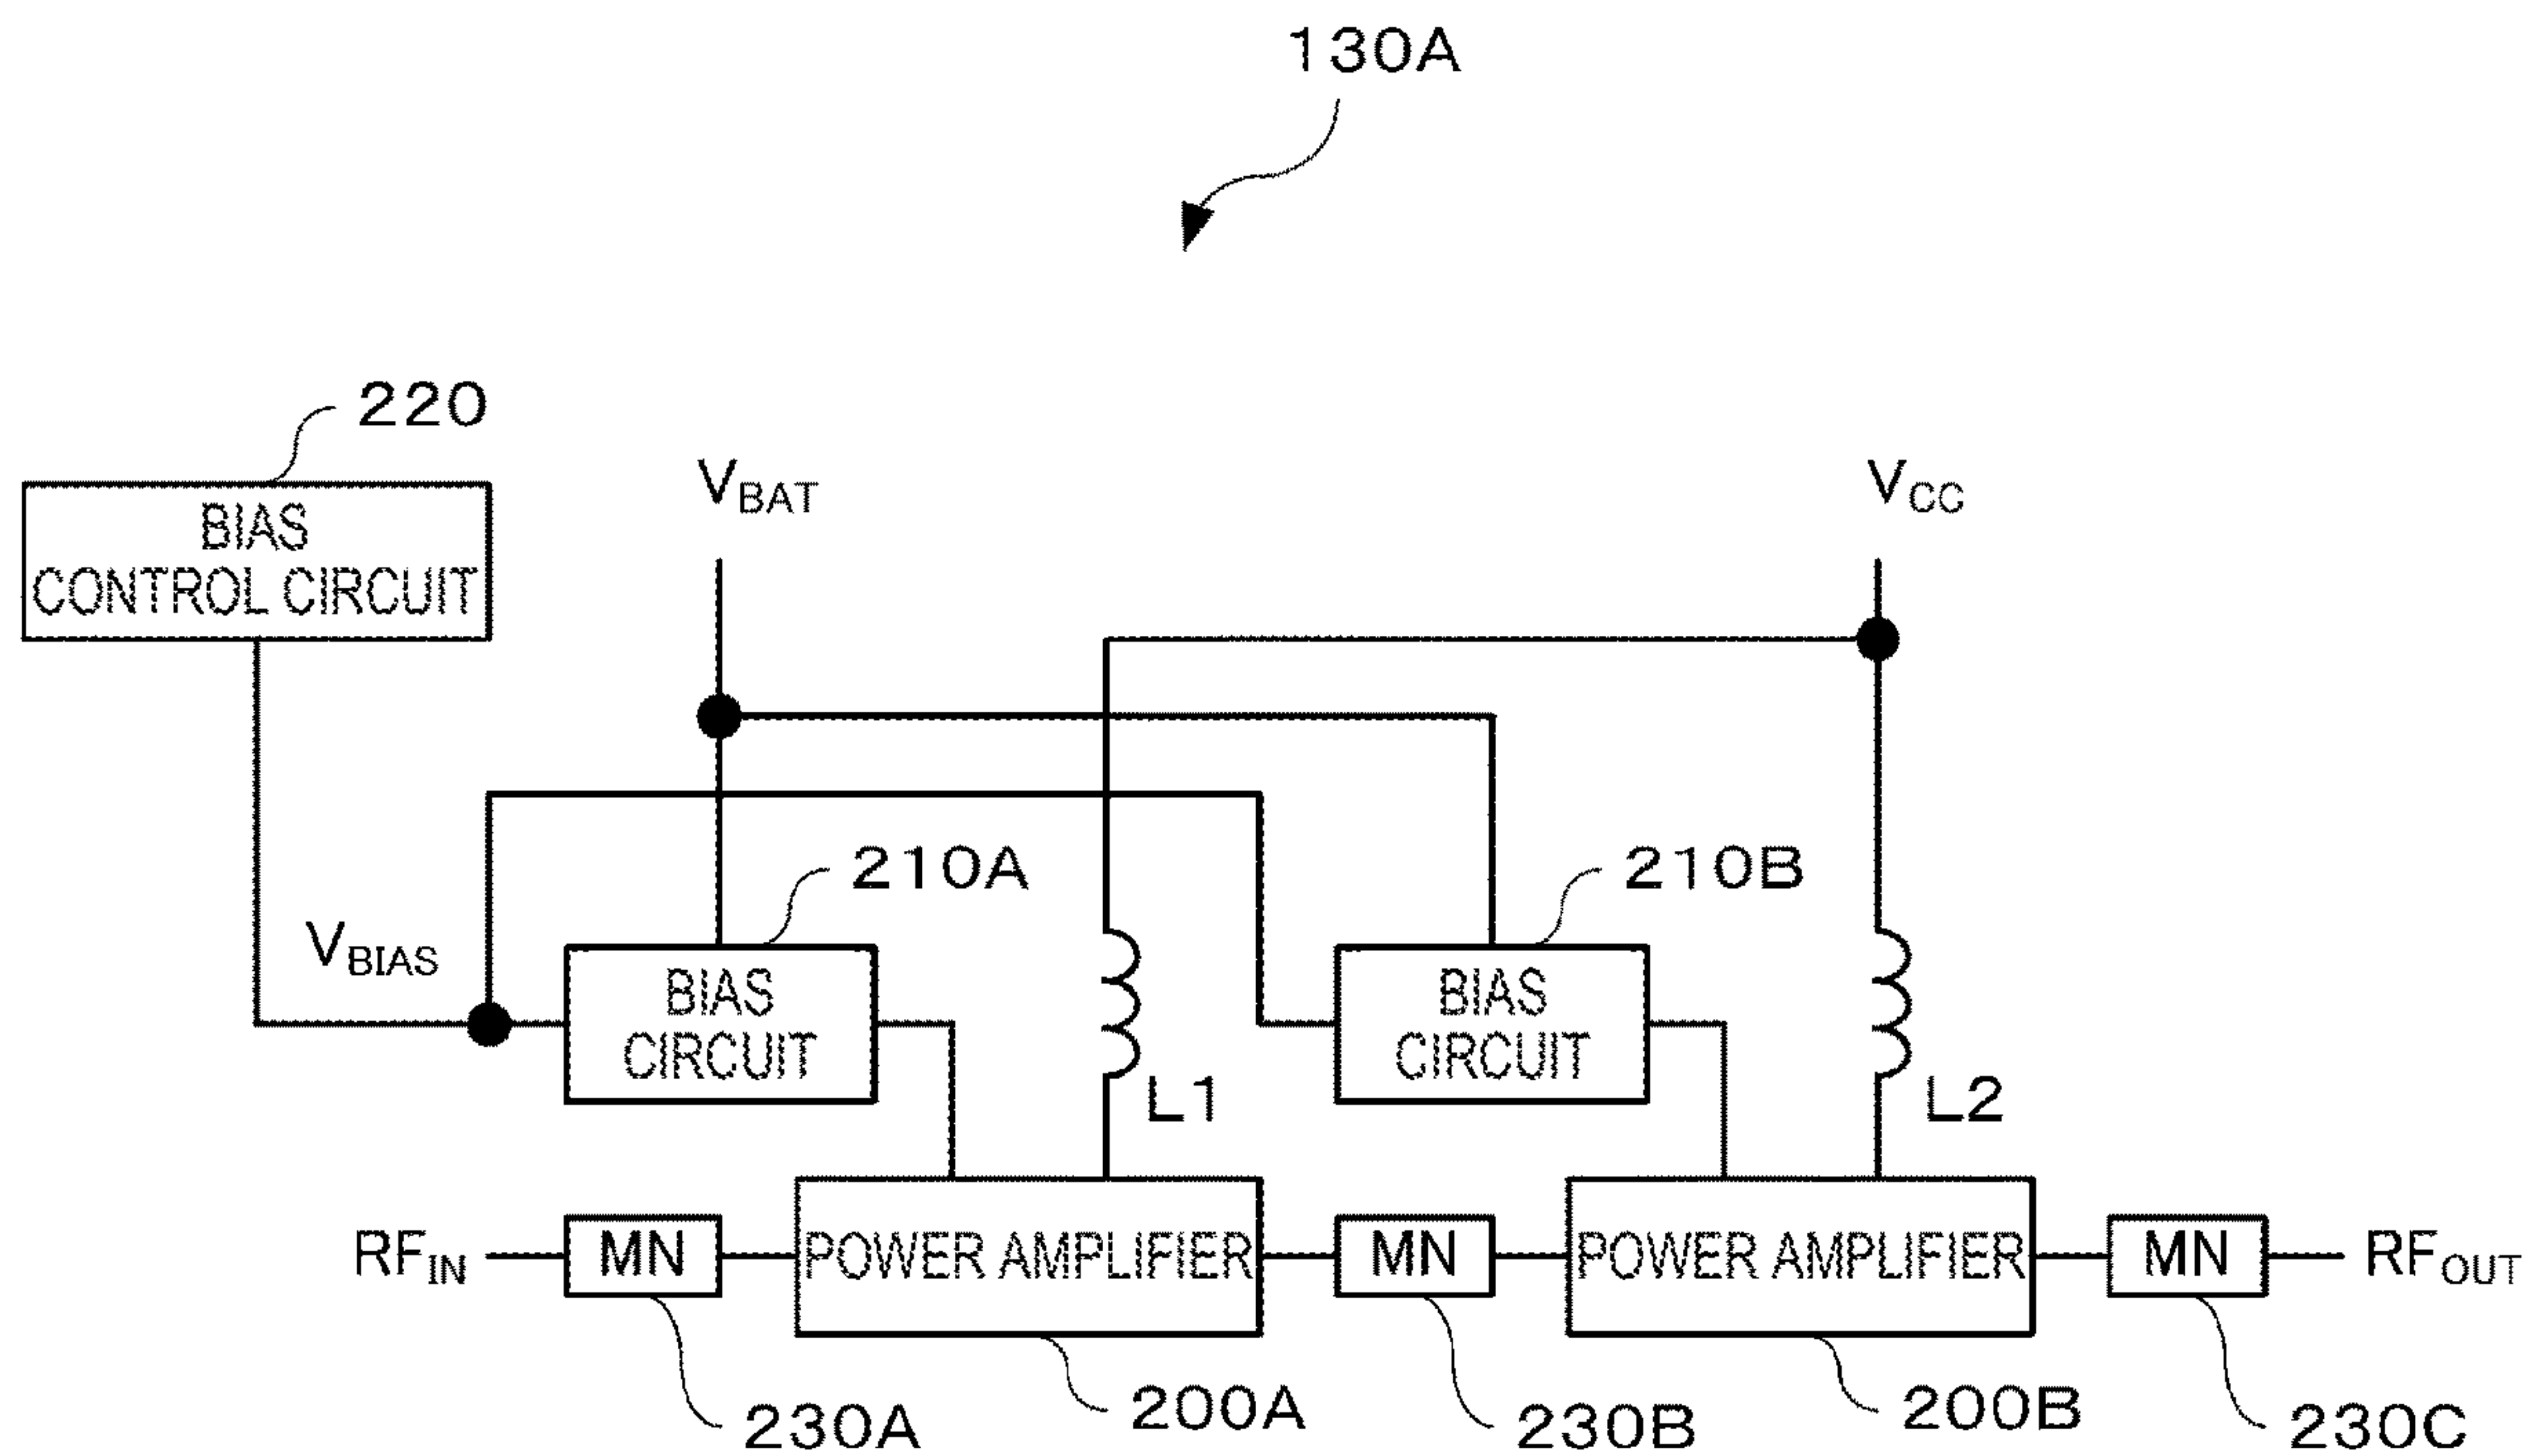 130A
220
BIAS
CONTROL CIRCUIT
VBAT
VCC
210A
210B
VBIAS
BIAS
CIRCUIT
BIAS
CIRCUIT
L1
L2
RFIN
MN
POWER AMPLIFIER
MN
POWER AMPLIFIER
MN
RFOUT
230A
200A
230B
200B
230C